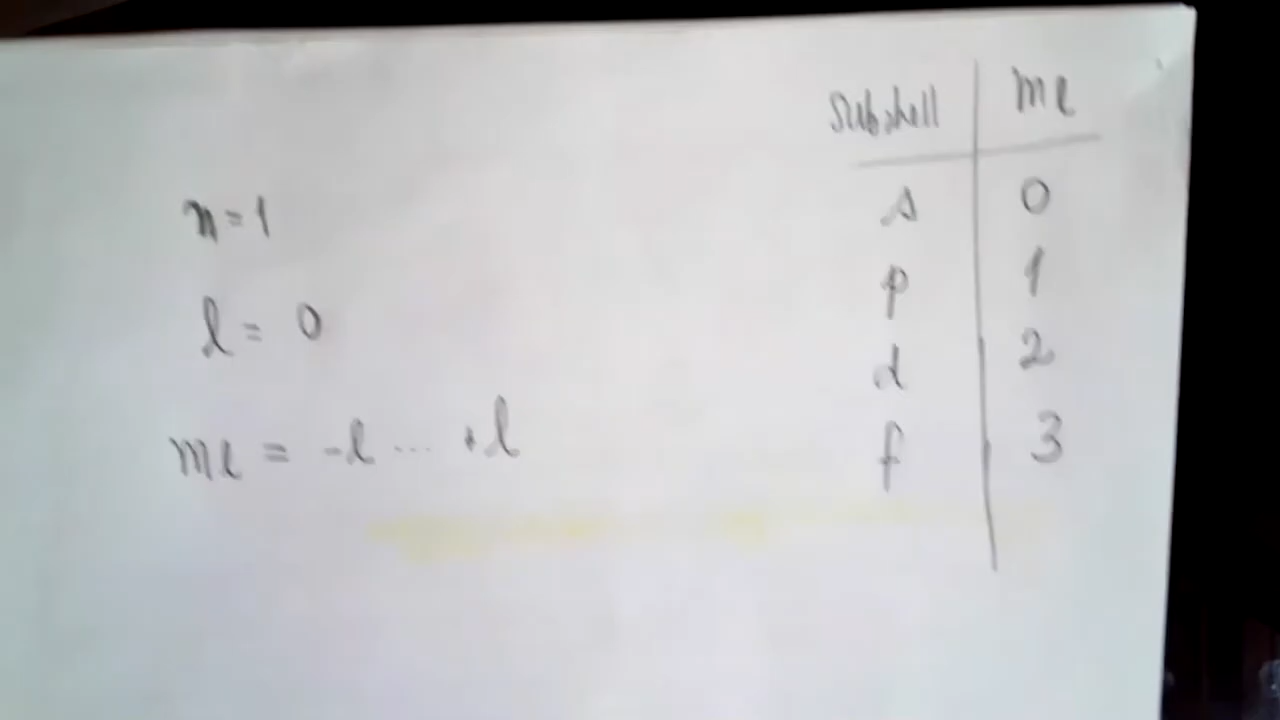 n = 1
l = 0
ml = -l ... +l
Subshell ml
s 0
p 1
d 2
f 3